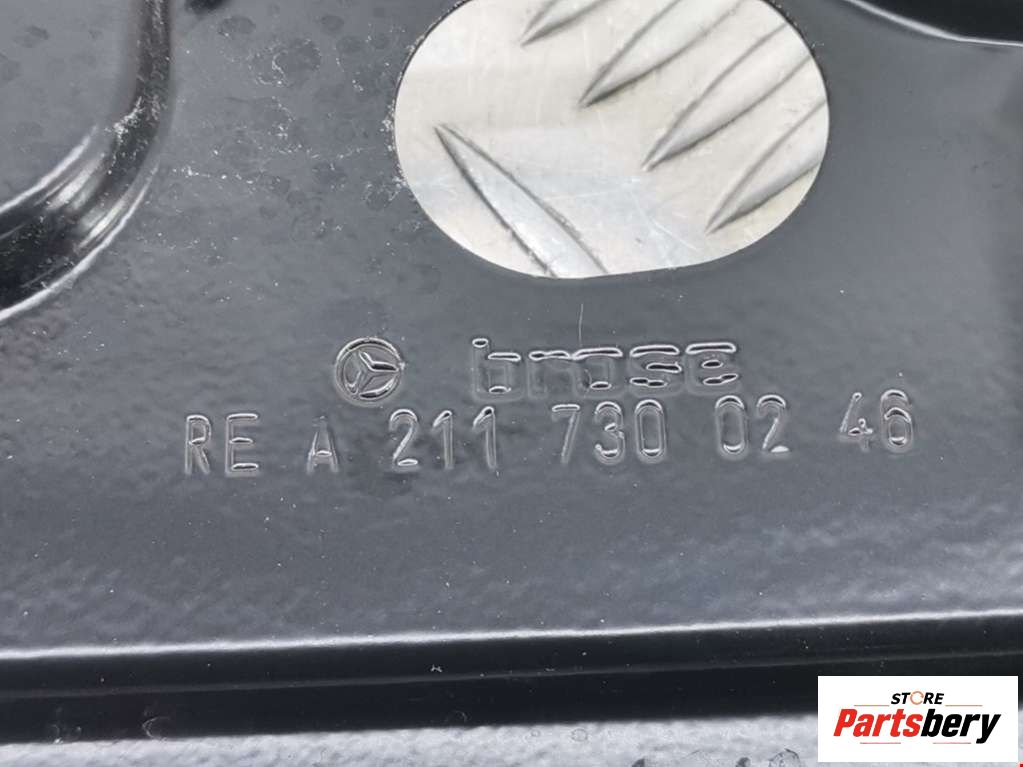 brose
RE A 211 730 02 46
STORE
Partsbery